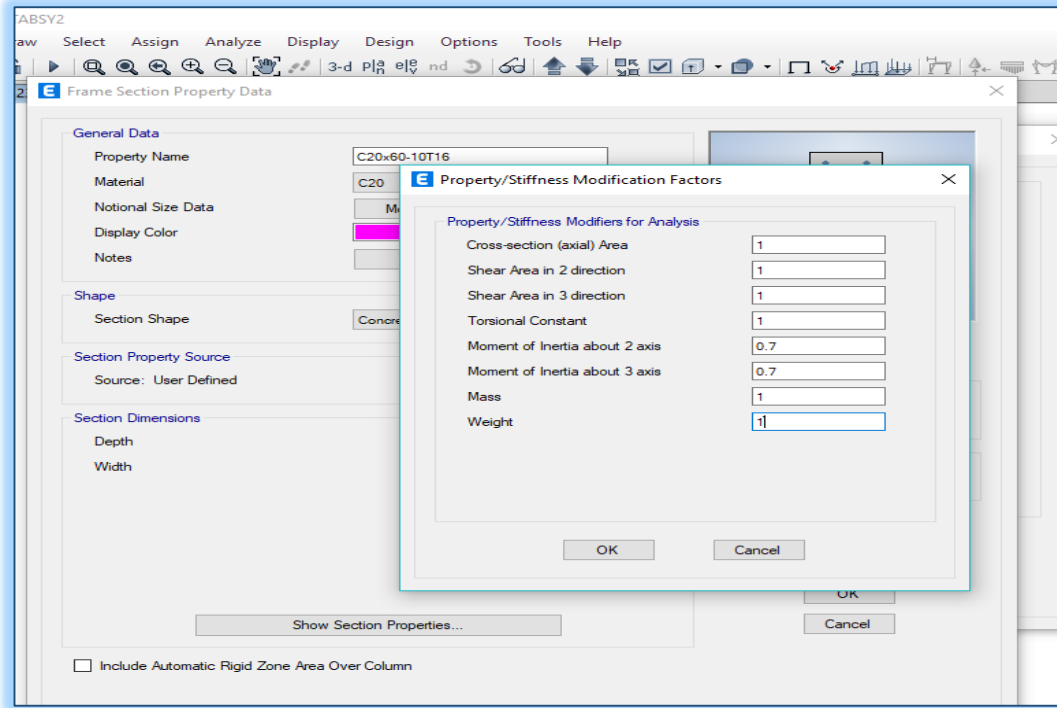 TABSY2
raw Select Assign Analyze Display Design Options Tools Help
3-d Pla ele nd
Frame Section Property Data
General Data
Property Name C20x60-10T16
Material C20
Notional Size Data
Display Color
Notes
Shape
Section Shape Concre
Section Property Source
Source: User Defined
Section Dimensions
Depth
Width
Show Section Properties...
Include Automatic Rigid Zone Area Over Column
OK
Cancel
E Property/Stiffness Modification Factors
Property/Stiffness Modifiers for Analysis
Cross-section (axial) Area 1
Shear Area in 2 direction 1
Shear Area in 3 direction 1
Torsional Constant 1
Moment of Inertia about 2 axis 0.7
Moment of Inertia about 3 axis 0.7
Mass 1
Weight 1
OK Cancel